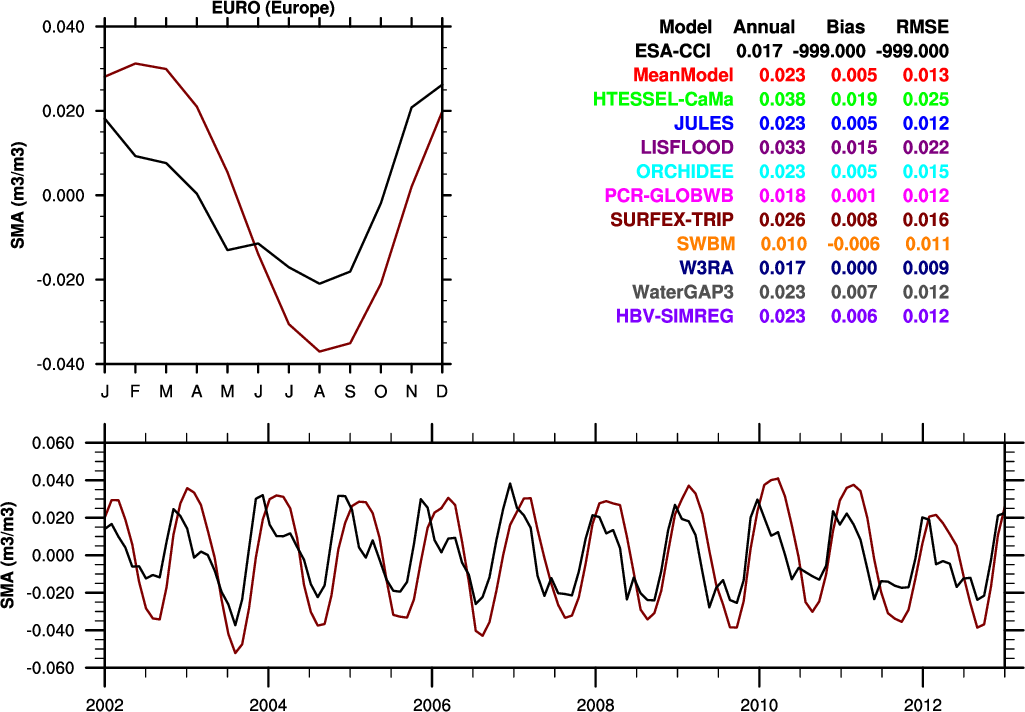 EURO (Europe)
0.040
0.020
0.000
-0.020
-0.040
SMA (m3/m3)
J F M A M J J A S O N D
Model Annual Bias RMSE
ESA-CCI 0.017 -999.000 -999.000
MeanModel 0.023 0.005 0.013
HTESSEL-CaMa 0.038 0.019 0.025
JULES 0.023 0.005 0.012
LISFLOOD 0.033 0.015 0.022
ORCHIDEE 0.023 0.005 0.015
PCR-GLOBWB 0.018 0.001 0.012
SURFEX-TRIP 0.026 0.008 0.016
SWBM 0.010 -0.006 0.011
W3RA 0.017 0.000 0.009
WaterGAP3 0.023 0.007 0.012
HBV-SIMREG 0.023 0.006 0.012
0.060
0.040
0.020
0.000
-0.020
-0.040
-0.060
SMA (m3/m3)
2002 2004 2006 2008 2010 2012